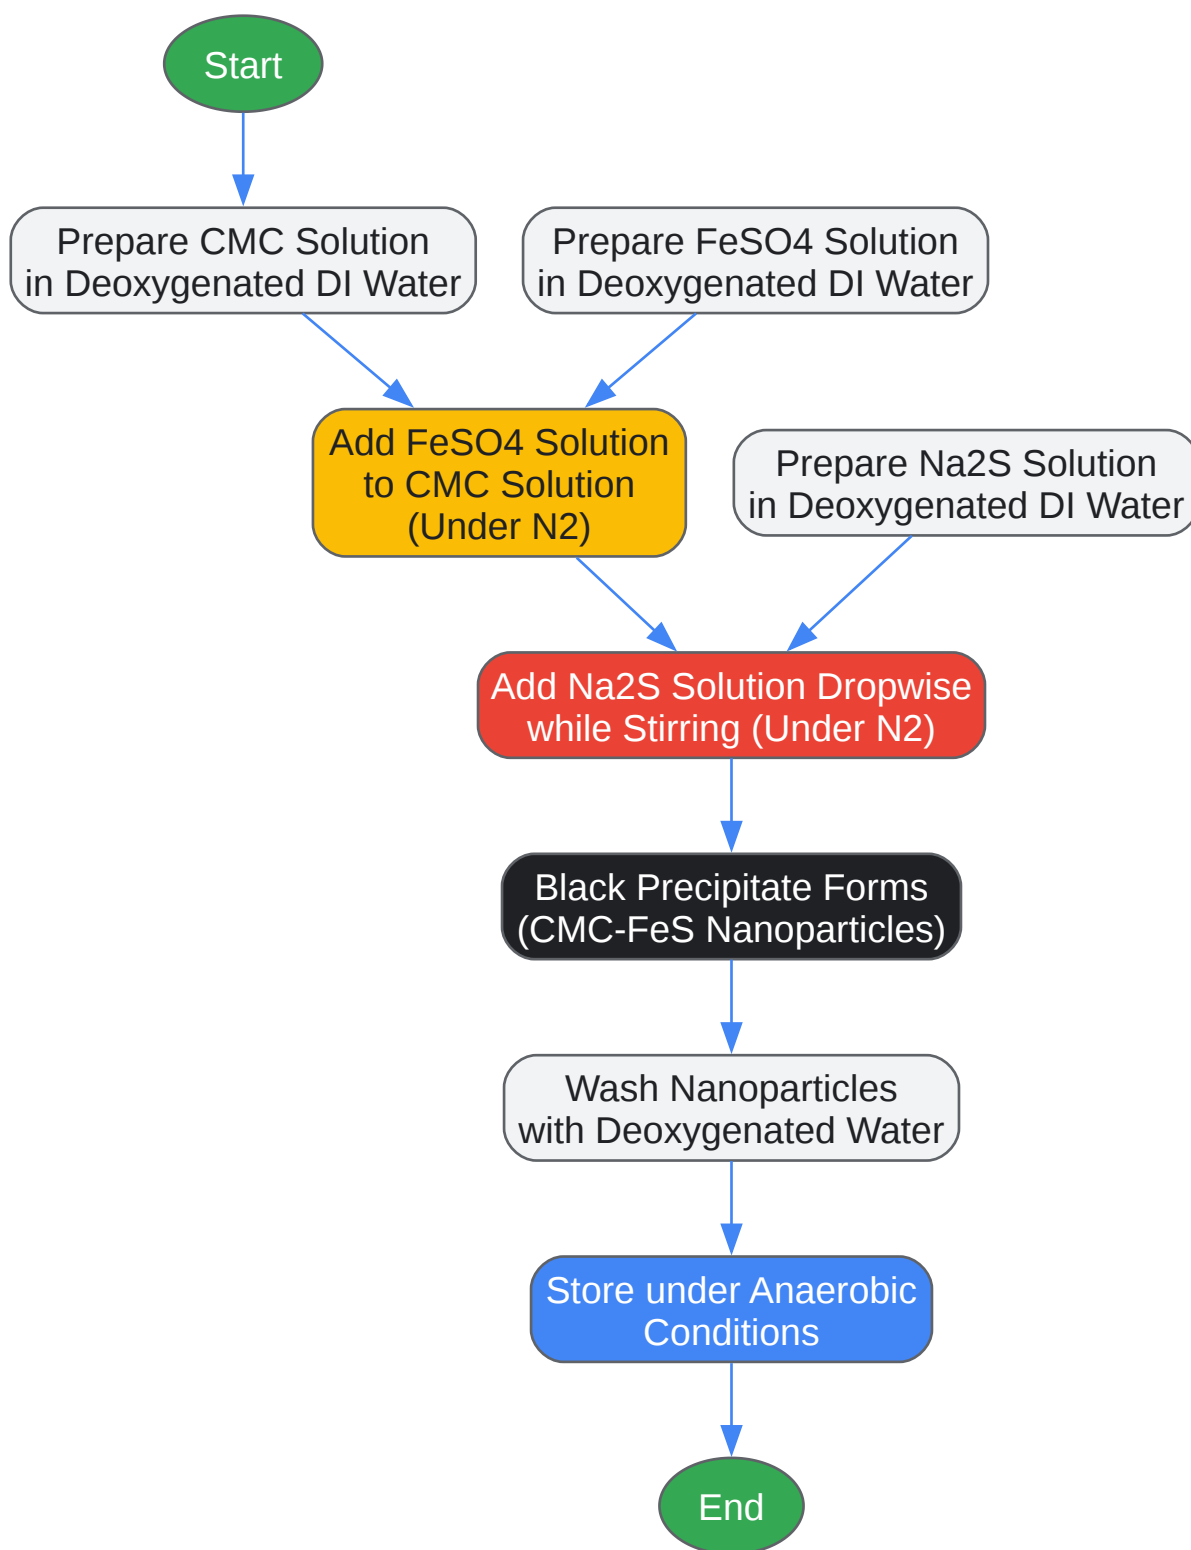 Start
Prepare CMC Solution
in Deoxygenated DI Water
Prepare FeSO4 Solution
in Deoxygenated DI Water
Add FeSO4 Solution
to CMC Solution
(Under N2)
Prepare Na2S Solution
in Deoxygenated DI Water
Add Na2S Solution Dropwise
while Stirring (Under N2)
Black Precipitate Forms
(CMC-FeS Nanoparticles)
Wash Nanoparticles
with Deoxygenated Water
Store under Anaerobic
Conditions
End